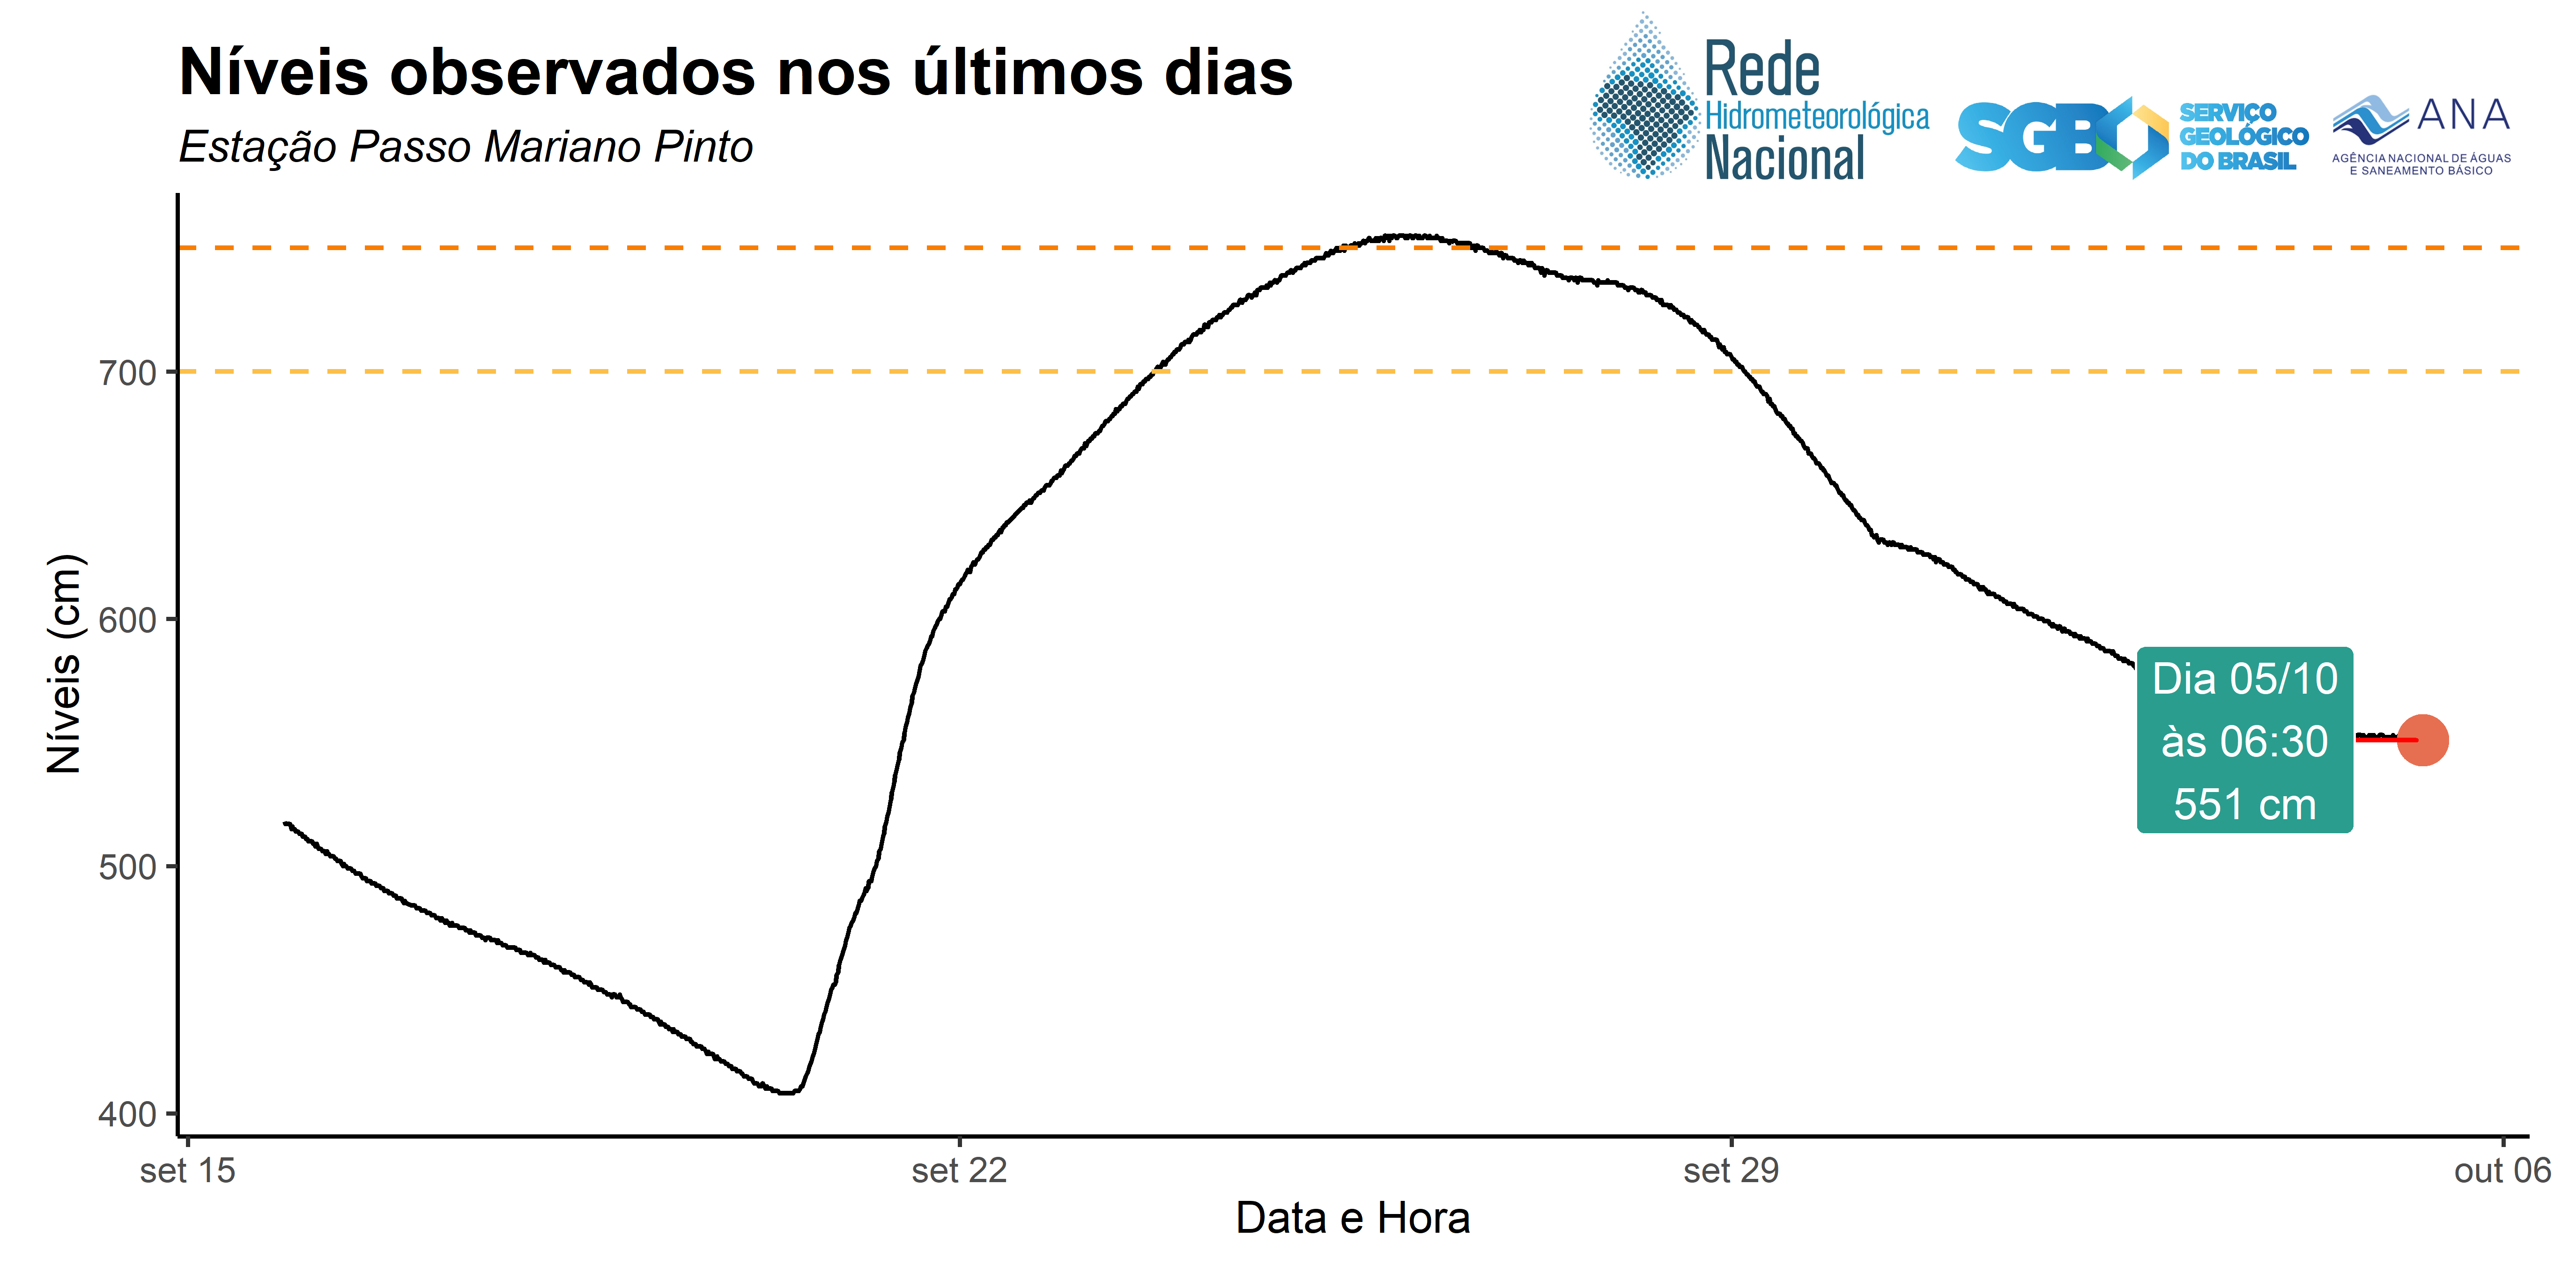 Níveis observados nos últimos dias
Estação Passo Mariano Pinto
Rede
Hidrometeorológica
Nacional
SGB
SERVIÇO
GEOLÓGICO
DO BRASIL
ANA
AGÊNCIA NACIONAL DE ÁGUAS
E SANEAMENTO BÁSICO
Níveis (cm)
700
600
500
400
Dia 05/10
às 06:30
551 cm
set 15
set 22
set 29
out 06
Data e Hora